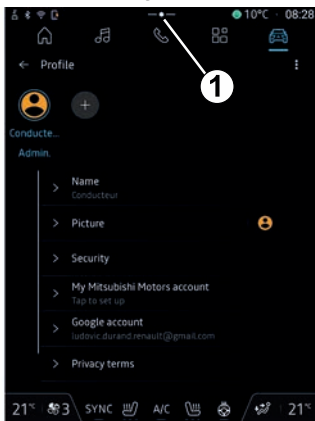 10°C 08:28
Profile
1
Conducte...
Admin.
Name
Conducteur
Picture
Security
My Mitsubishi Motors account
Tap to set up
Google account
ludovic.durand.renault@gmail.com
Privacy terms
21°C 3 SYNC A/C 21°C